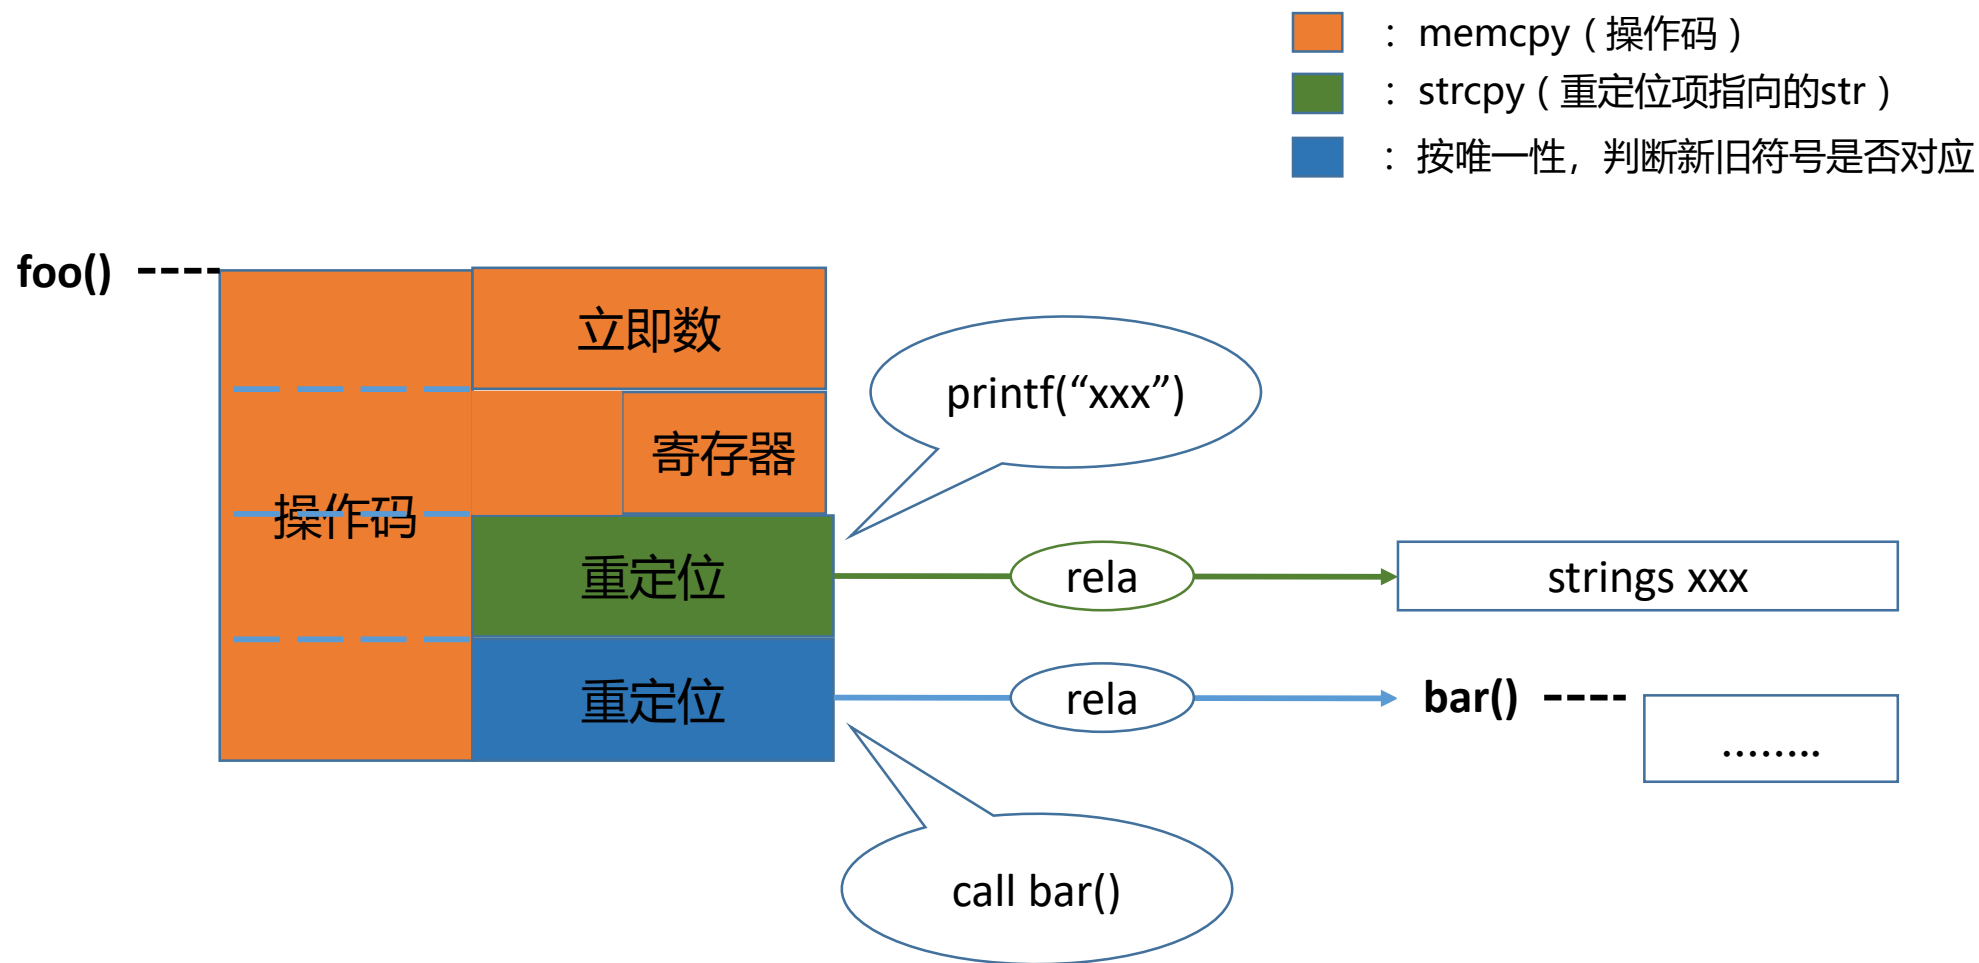 ：memcpy（操作码）
：strcpy（重定位项指向的str）
：按唯一性，判断新旧符号是否对应
foo() ----
立即数
printf(“xxx”)
寄存器
操作码
重定位
rela
strings xxx
重定位
rela
bar() ----
........
call bar()